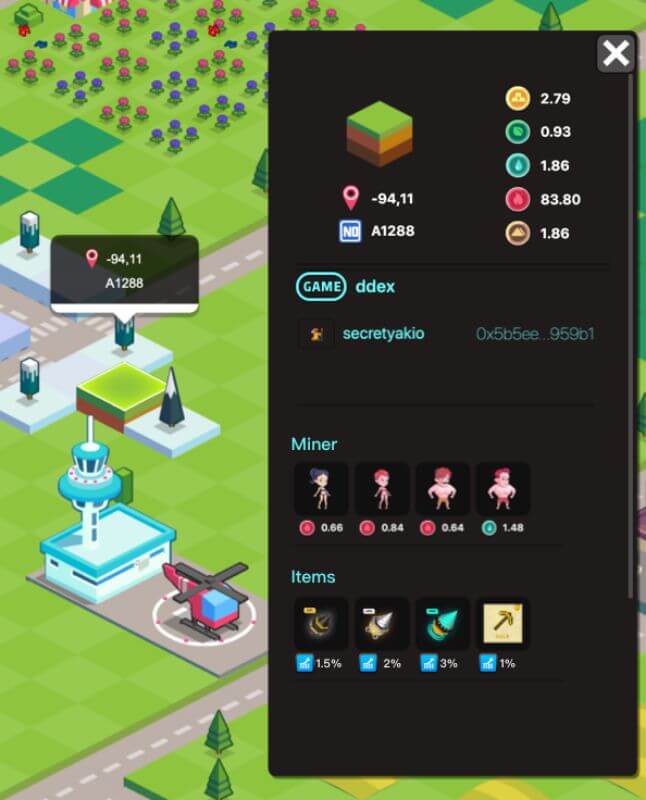 -94,11
A1288
2.79
0.93
1.86
83.80
1.86
-94,11
NO A1288
GAME ddex
secretyakio 0x5b5ee...959b1
Miner
0.66 0.84 0.64 1.48
Items
1.5% 2% 3% 1%